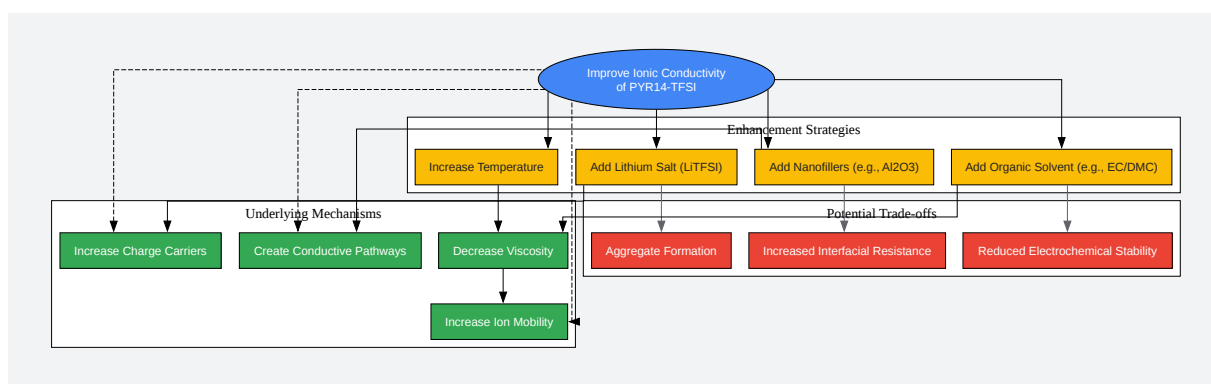 Improve Ionic Conductivity
of PYR14-TFSI
Enhancement Strategies
Increase Temperature
Add Lithium Salt (LiTFSI)
Add Nanofillers (e.g., Al2O3)
Add Organic Solvent (e.g., EC/DMC)
Underlying Mechanisms
Potential Trade-offs
Increase Charge Carriers
Create Conductive Pathways
Decrease Viscosity
Aggregate Formation
Increased Interfacial Resistance
Reduced Electrochemical Stability
Increase Ion Mobility